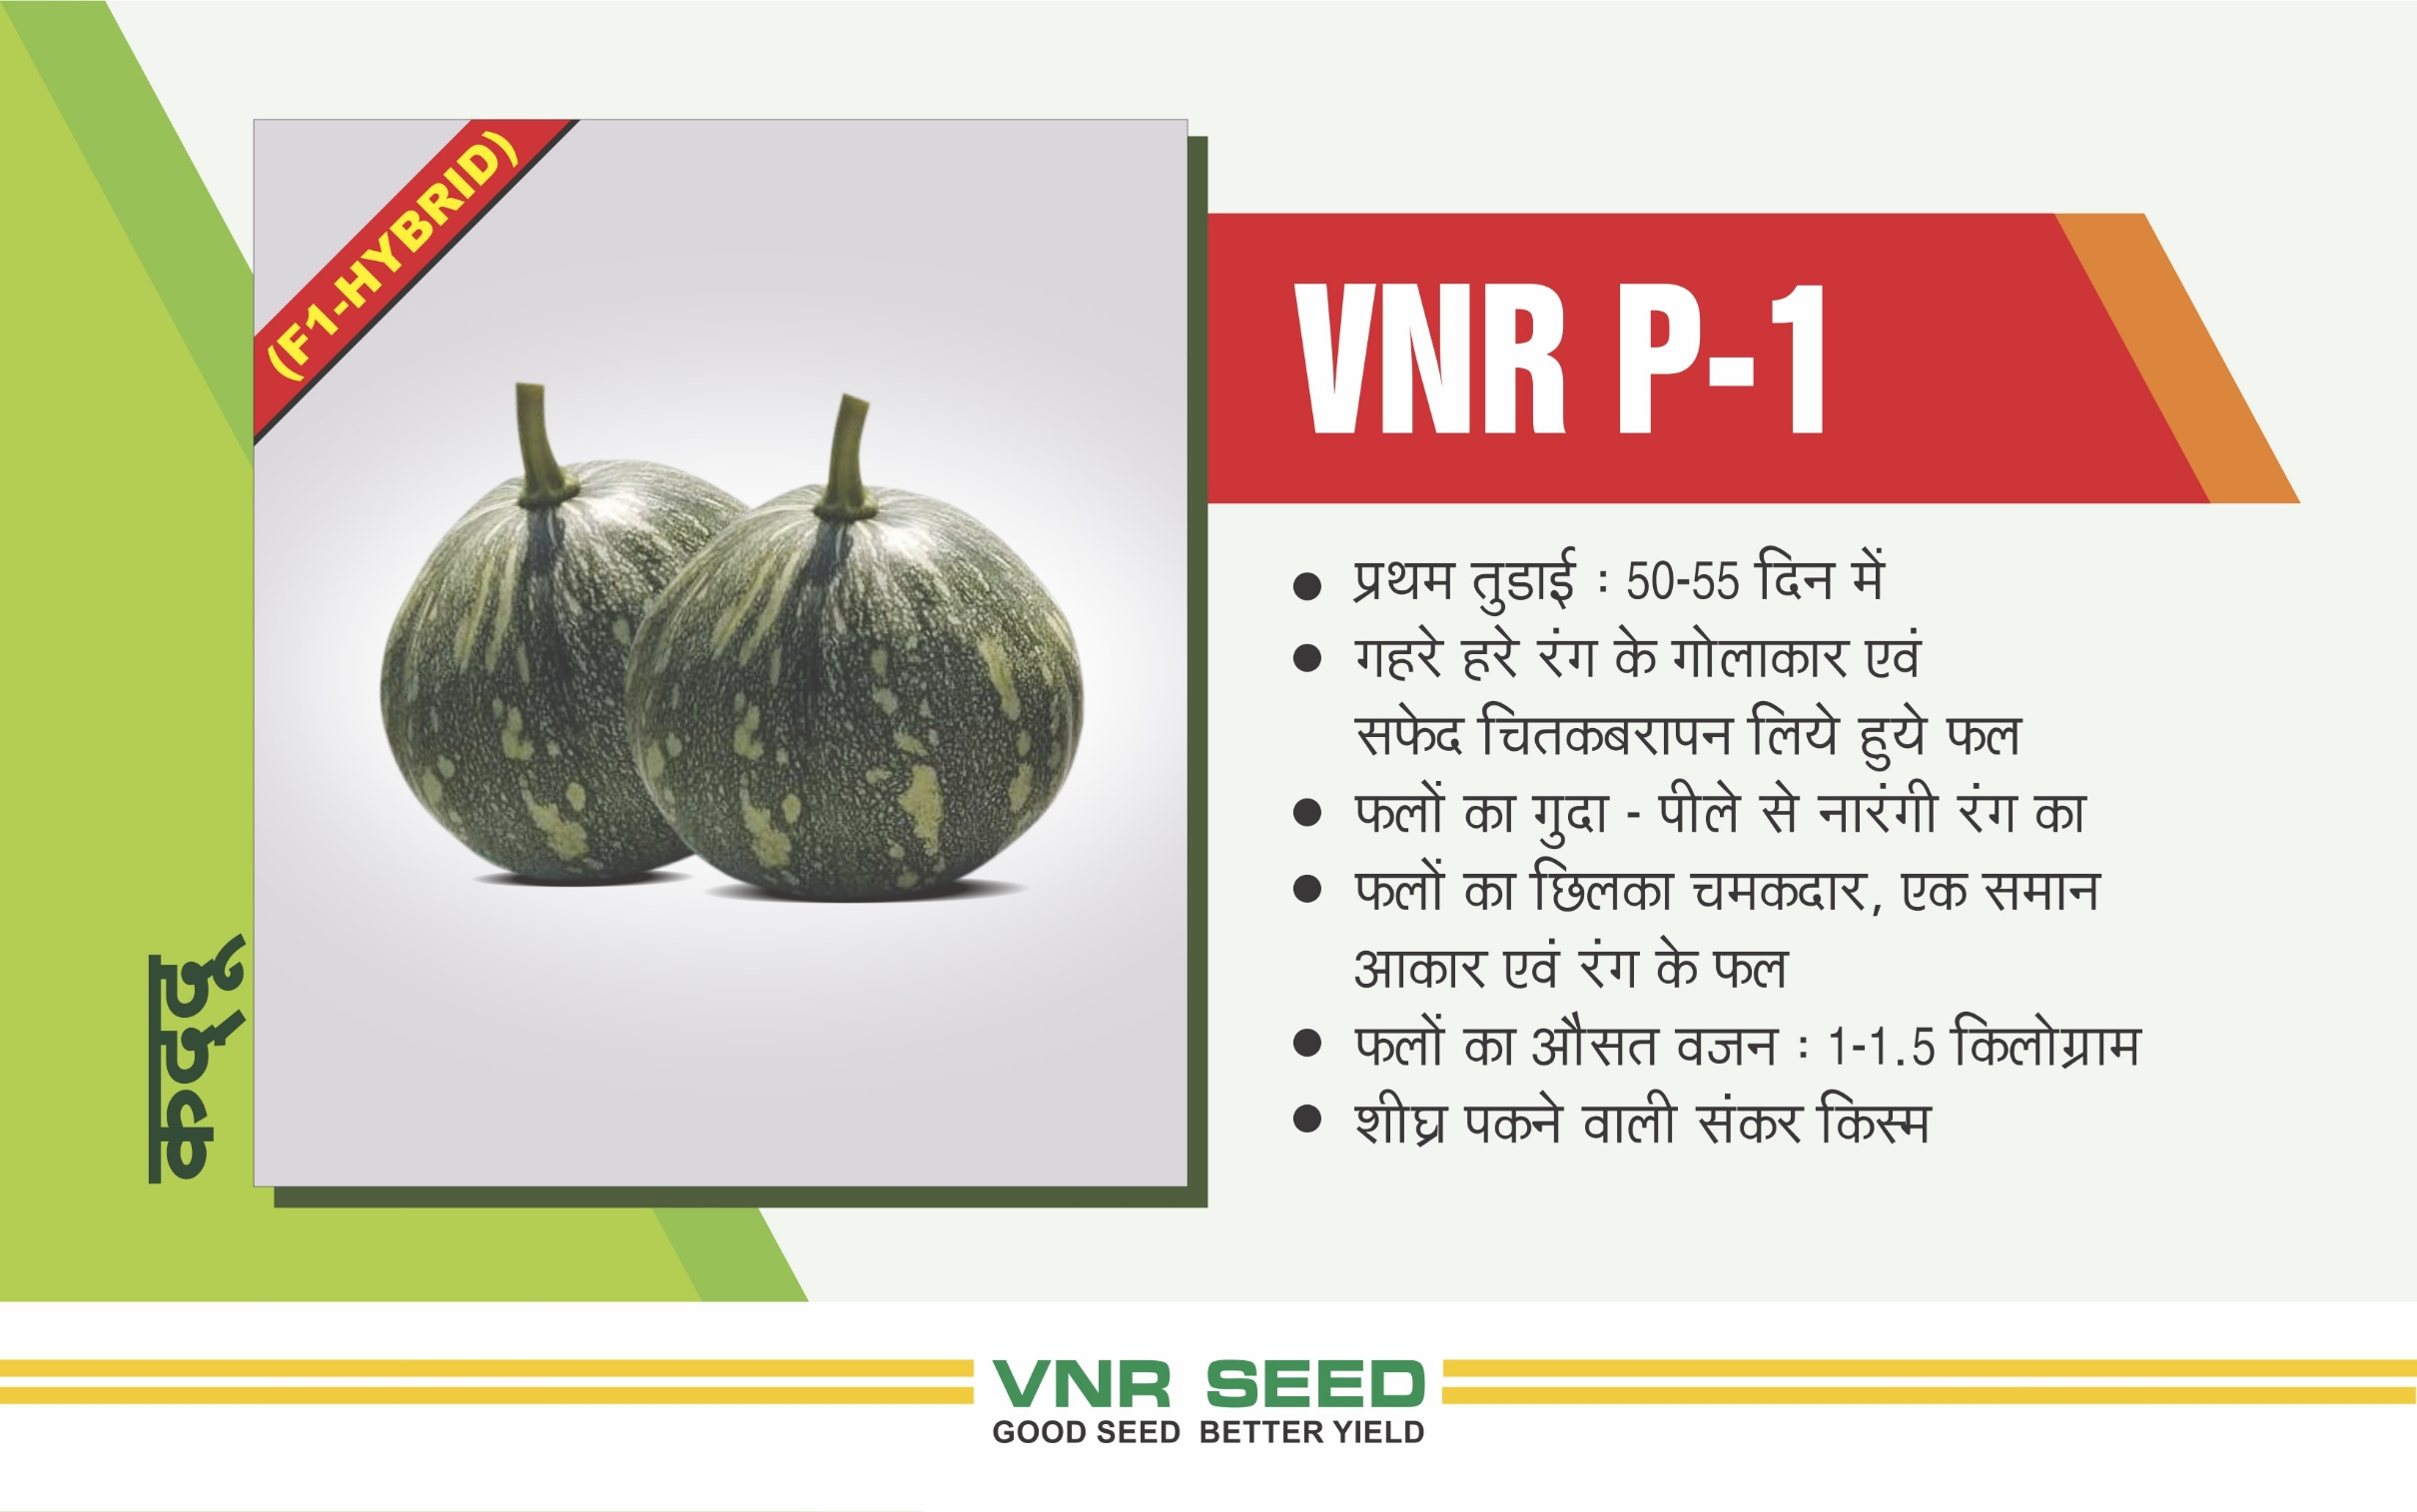 (F1-HYBRID)
VNR P-1
● प्रथम तुडाई : 50-55 दिन में
● गहरे हरे रंग के गोलाकार एवं
सफेद चितकबरापन लिये हुये फल
● फलों का गुदा - पीले से नारंगी रंग का
● फलों का छिलका चमकदार, एक समान
आकार एवं रंग के फल
● फलों का औसत वजन : 1-1.5 किलोग्राम
● शीघ्र पकने वाली संकर किस्म
कद्दू
VNR SEED
GOOD SEED BETTER YIELD